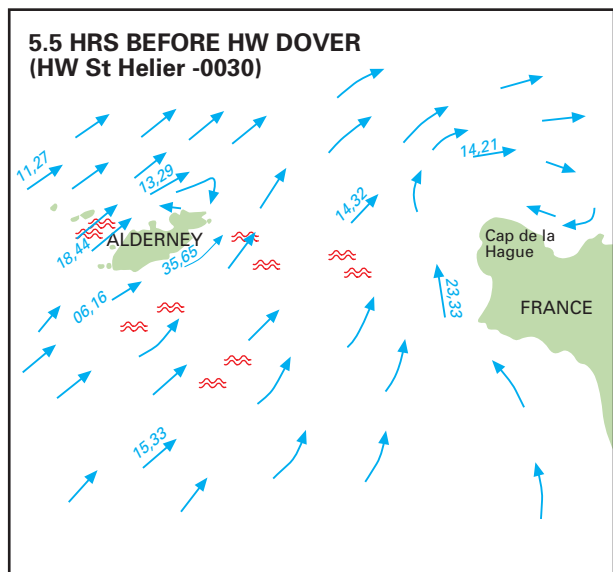 5.5 HRS BEFORE HW DOVER
(HW St Helier -0030)
11,27
13,29
14,21
14,32
18,44
ALDERNEY
35,65
Cap de la
Hague
06,16
23,33
FRANCE
15,33